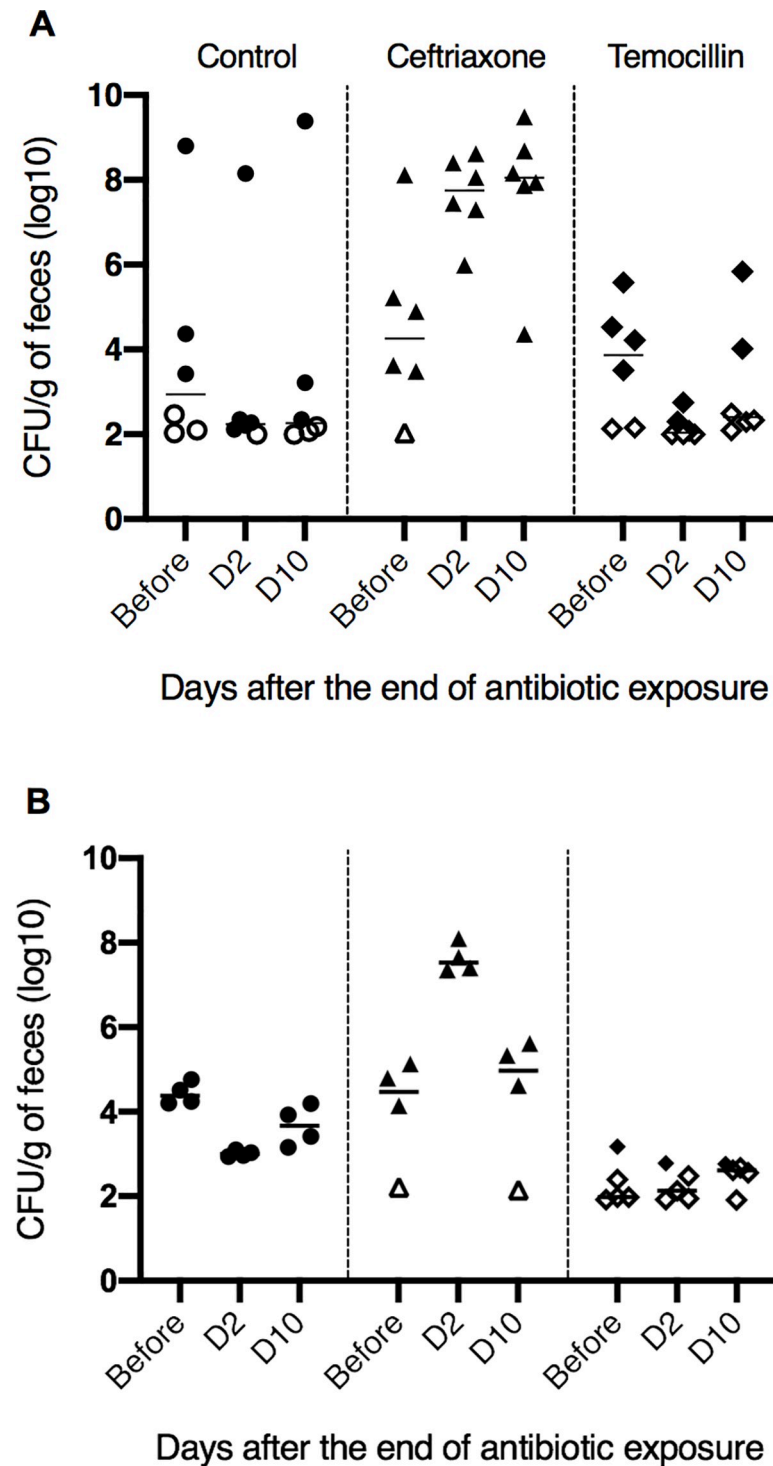 A
Control Ceftriaxone Temocillin
CFU/g of feces (log10)
10
8
6
4
2
0
Before D2 D10 Before D2 D10 Before D2 D10
Days after the end of antibiotic exposure
B
CFU/g of feces (log10)
10
8
6
4
2
0
Before D2 D10 Before D2 D10 Before D2 D10
Days after the end of antibiotic exposure